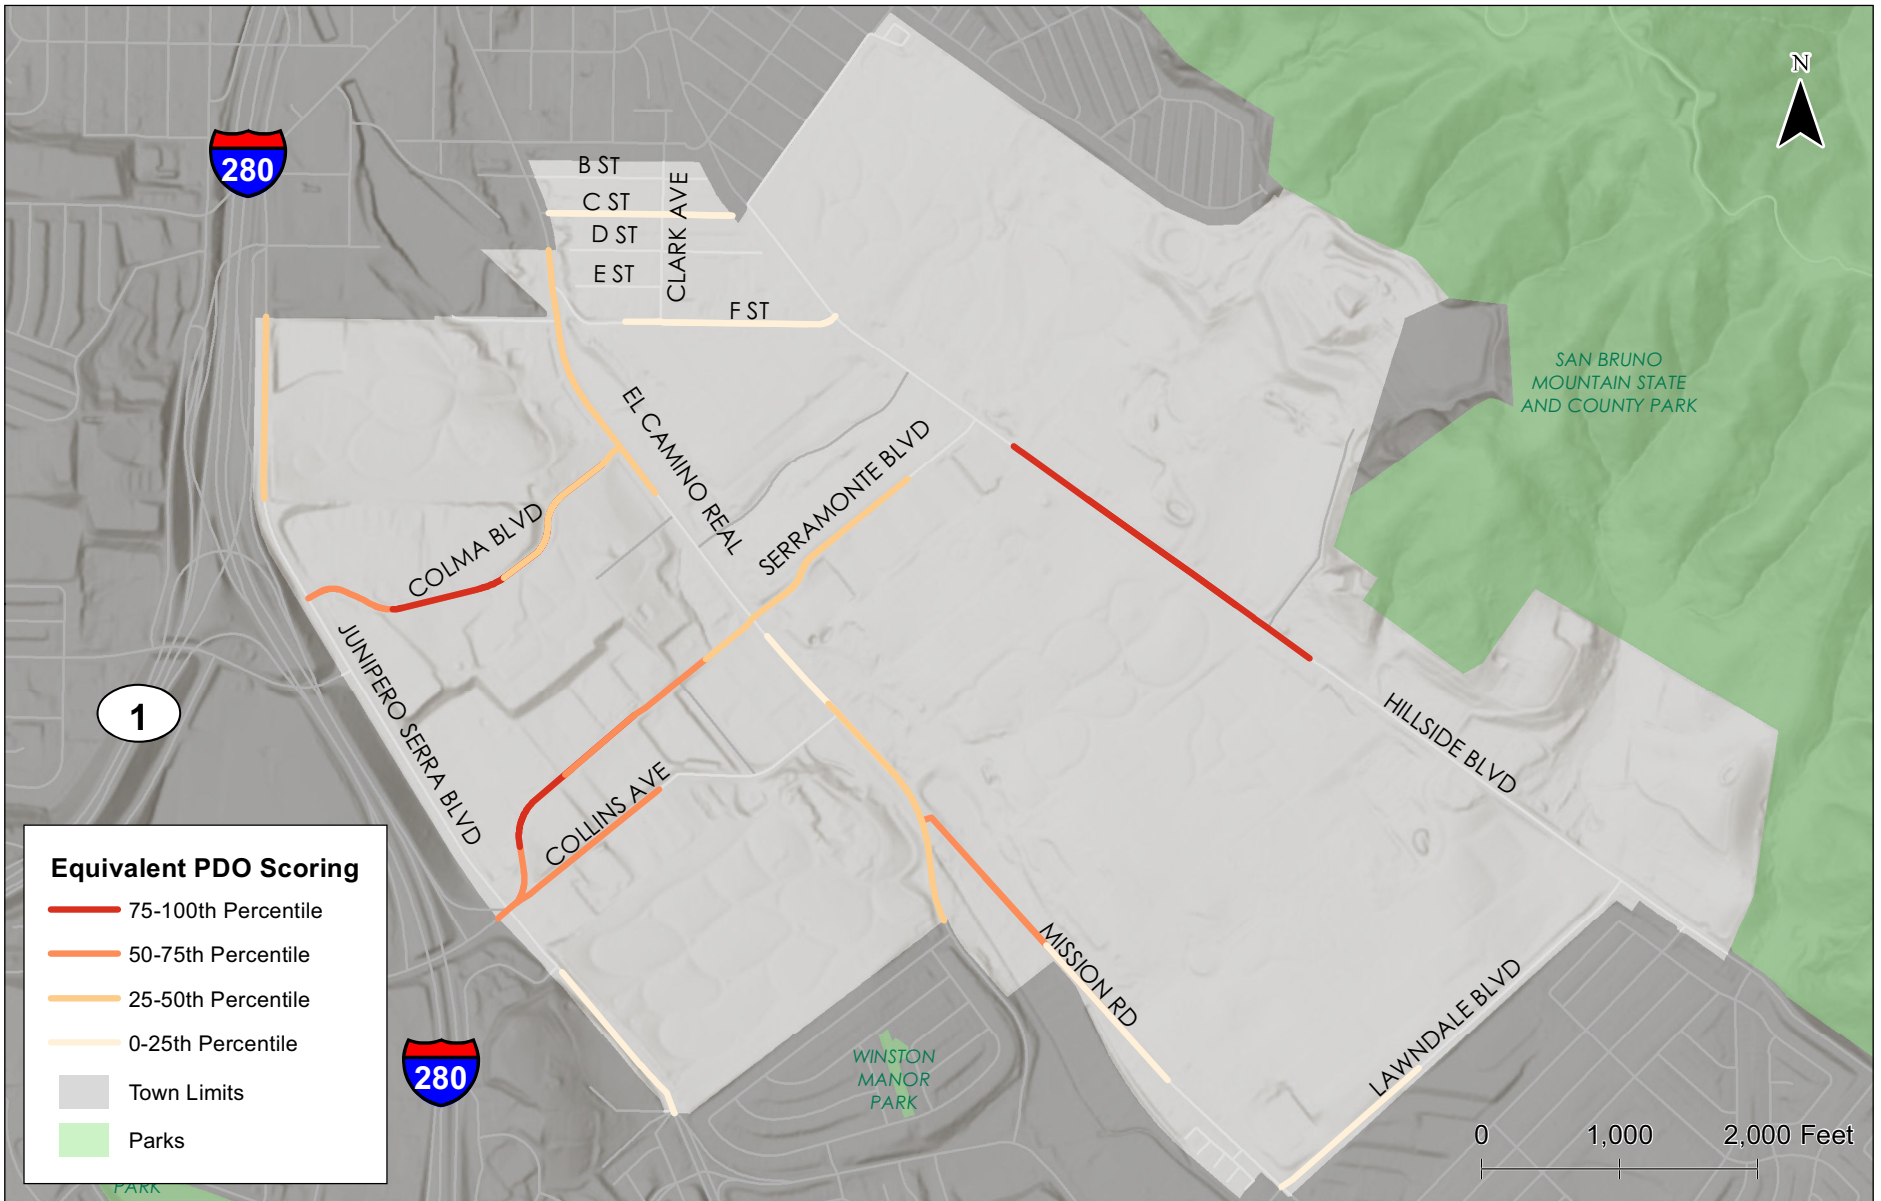 N
280
B ST
C ST
CLARK AVE
D ST
E ST
F ST
SAN BRUNO
MOUNTAIN STATE
AND COUNTY PARK
EL CAMINO REAL
SERRAMONTE BLVD
COLMA BLVD
JUNIPERO SERRA BLVD
1
HILLSIDE BLVD
COLLINS AVE
MISSION RD
LAWNDALE BLVD
WINSTON
MANOR
PARK
280
Equivalent PDO Scoring
75-100th Percentile
50-75th Percentile
25-50th Percentile
0-25th Percentile
Town Limits
Parks
PARK
0 1,000 2,000 Feet